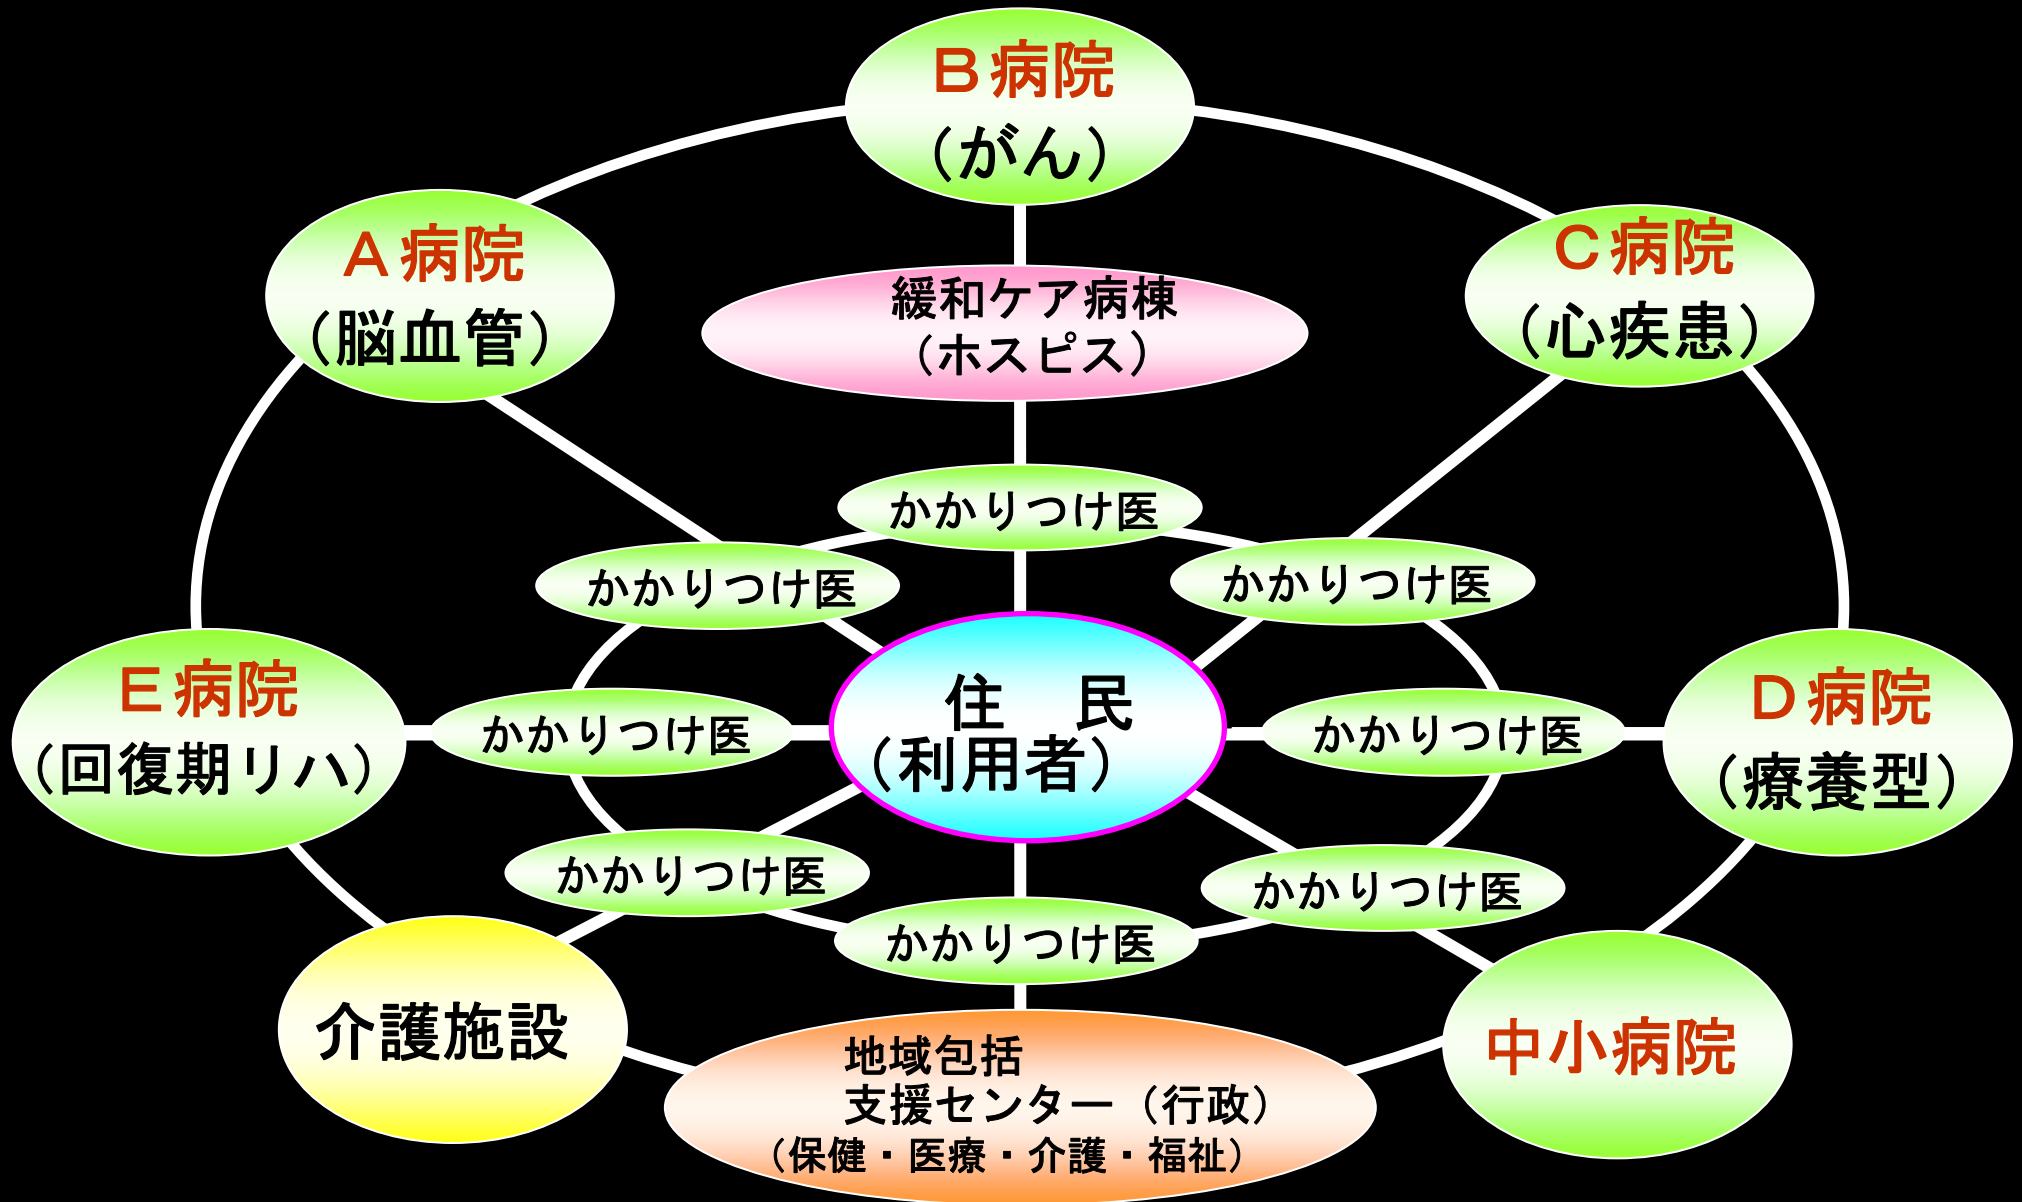 Ｂ病院
（がん）
Ａ病院
（脳血管）
Ｃ病院
（心疾患）
緩和ケア病棟
（ホスピス）
かかりつけ医
かかりつけ医
かかりつけ医
Ｅ病院
（回復期リハ）
かかりつけ医
住　民
（利用者）
かかりつけ医
Ｄ病院
（療養型）
かかりつけ医
かかりつけ医
かかりつけ医
介護施設
中小病院
地域包括
支援センター（行政）
（保健・医療・介護・福祉）